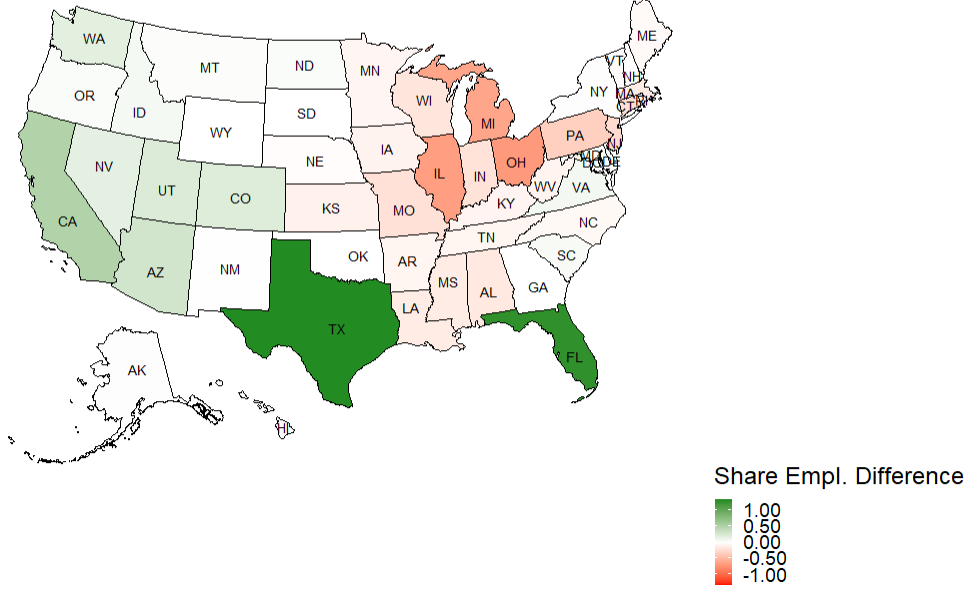 WA
ME
MT
ND
VT
MN
NH
OR
ID
SD
WI
NY
MA
CT
RI
WY
MI
PA
NJ
IA
NE
OH
MD
DC
DE
NV
UT
CO
IL
IN
WV
VA
KS
MO
KY
CA
NC
TN
AZ
NM
OK
AR
SC
MS
AL
GA
LA
TX
FL
AK
HI
Share Empl. Difference
1.00
0.50
0.00
-0.50
-1.00